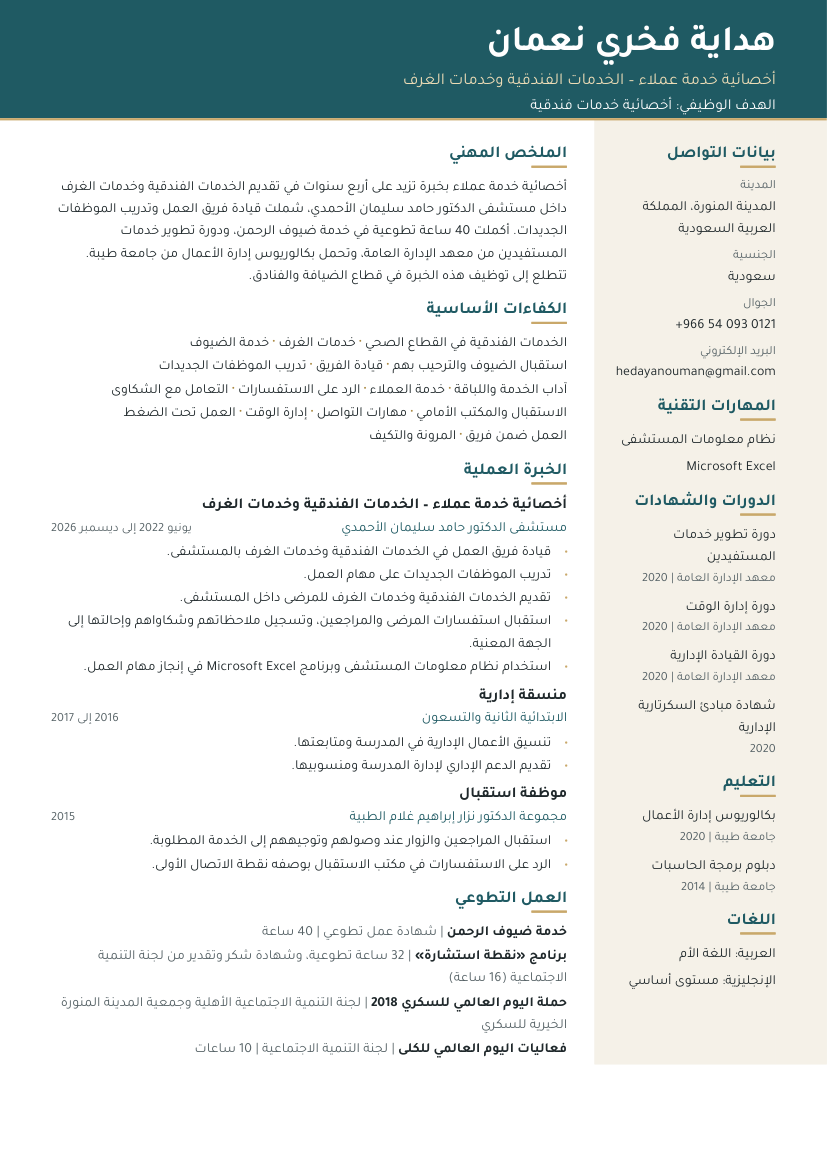 هداية فخري نعمان
أخصائية خدمة عملاء – الخدمات الفندقية وخدمات الغرف
الهدف الوظيفي: أخصائية خدمات فندقية
بيانات التواصل
المدينة
المدينة المنورة، المملكة
العربية السعودية
الجنسية
سعودية
الجوال
+966 54 093 0121
البريد الإلكتروني
hedayanouman@gmail.com
المهارات التقنية
نظام معلومات المستشفى
Microsoft Excel
الدورات والشهادات
دورة تطوير خدمات
المستفيدين
معهد الإدارة العامة | 2020
دورة إدارة الوقت
معهد الإدارة العامة | 2020
دورة القيادة الإدارية
معهد الإدارة العامة | 2020
شهادة مبادئ السكرتارية
الإدارية
2020
التعليم
بكالوريوس إدارة الأعمال
جامعة طيبة | 2020
دبلوم برمجة الحاسبات
جامعة طيبة | 2014
اللغات
العربية: اللغة الأم
الإنجليزية: مستوى أساسي
الملخص المهني
أخصائية خدمة عملاء بخبرة تزيد على أربع سنوات في تقديم الخدمات الفندقية وخدمات الغرف
داخل مستشفى الدكتور حامد سليمان الأحمدي، شملت قيادة فريق العمل وتدريب الموظفات
الجديدات. أكملت 40 ساعة تطوعية في خدمة ضيوف الرحمن، ودورة تطوير خدمات
المستفيدين من معهد الإدارة العامة، وتحمل بكالوريوس إدارة الأعمال من جامعة طيبة.
تتطلع إلى توظيف هذه الخبرة في قطاع الضيافة والفنادق.
الكفاءات الأساسية
الخدمات الفندقية في القطاع الصحي · خدمات الغرف · خدمة الضيوف
استقبال الضيوف والترحيب بهم · قيادة الفريق · تدريب الموظفات الجديدات
آداب الخدمة واللباقة · خدمة العملاء · الرد على الاستفسارات · التعامل مع الشكاوى
الاستقبال والمكتب الأمامي · مهارات التواصل · إدارة الوقت · العمل تحت الضغط
العمل ضمن فريق · المرونة والتكيف
الخبرة العملية
أخصائية خدمة عملاء – الخدمات الفندقية وخدمات الغرف
مستشفى الدكتور حامد سليمان الأحمدي يونيو 2022 إلى ديسمبر 2026
· قيادة فريق العمل في الخدمات الفندقية وخدمات الغرف بالمستشفى.
· تدريب الموظفات الجديدات على مهام العمل.
· تقديم الخدمات الفندقية وخدمات الغرف للمرضى داخل المستشفى.
· استقبال استفسارات المرضى والمراجعين، وتسجيل ملاحظاتهم وشكاواهم وإحالتها إلى
الجهة المعنية.
· استخدام نظام معلومات المستشفى وبرنامج Microsoft Excel في إنجاز مهام العمل.
منسقة إدارية
الابتدائية الثانية والتسعون 2016 إلى 2017
· تنسيق الأعمال الإدارية في المدرسة ومتابعتها.
· تقديم الدعم الإداري لإدارة المدرسة ومنسوبيها.
موظفة استقبال
مجموعة الدكتور نزار إبراهيم غلام الطبية 2015
· استقبال المراجعين والزوار عند وصولهم وتوجيههم إلى الخدمة المطلوبة.
· الرد على الاستفسارات في مكتب الاستقبال بوصفه نقطة الاتصال الأولى.
العمل التطوعي
خدمة ضيوف الرحمن | شهادة عمل تطوعي | 40 ساعة
برنامج «نقطة استشارة» | 32 ساعة تطوعية، وشهادة شكر وتقدير من لجنة التنمية
الاجتماعية (16 ساعة)
حملة اليوم العالمي للسكري 2018 | لجنة التنمية الاجتماعية الأهلية وجمعية المدينة المنورة
الخيرية للسكري
فعاليات اليوم العالمي للكلى | لجنة التنمية الاجتماعية | 10 ساعات